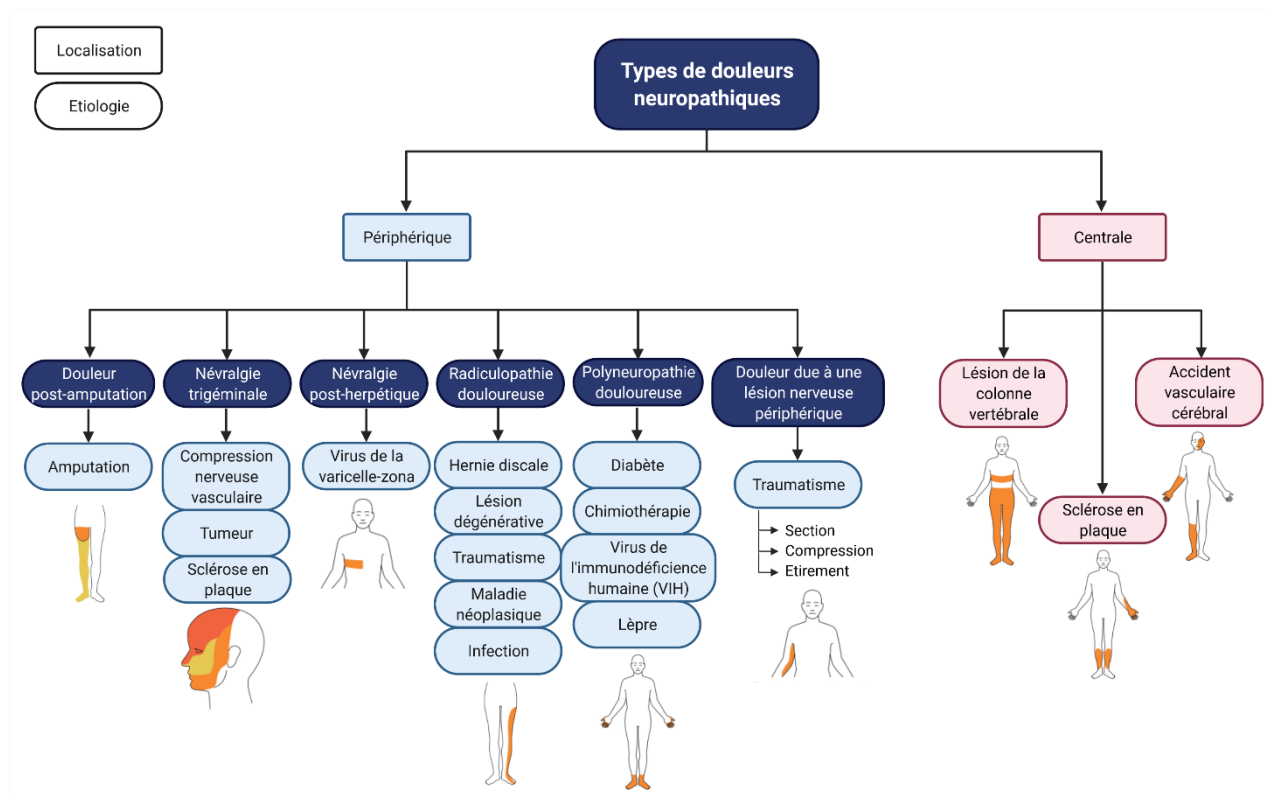 Localisation
Etiologie
Types de douleurs
neuropathiques
Périphérique
Centrale
Douleur
post-amputation
Amputation
Névralgie
trigéminale
Compression
nerveuse
vasculaire
Tumeur
Sclérose en
plaque
Névralgie
post-herpétique
Virus de la
varicelle-zona
Radiculopathie
douloureuse
Hernie discale
Lésion
dégénérative
Traumatisme
Maladie
néoplasique
Infection
Polyneuropathie
douloureuse
Diabète
Chimiothérapie
Virus de
l'immunodéficience
humaine (VIH)
Lèpre
Douleur due à une
lésion nerveuse
périphérique
Traumatisme
Section
Compression
Etirement
Lésion de la
colonne
vertébrale
Sclérose en
plaque
Accident
vasculaire
cérébral